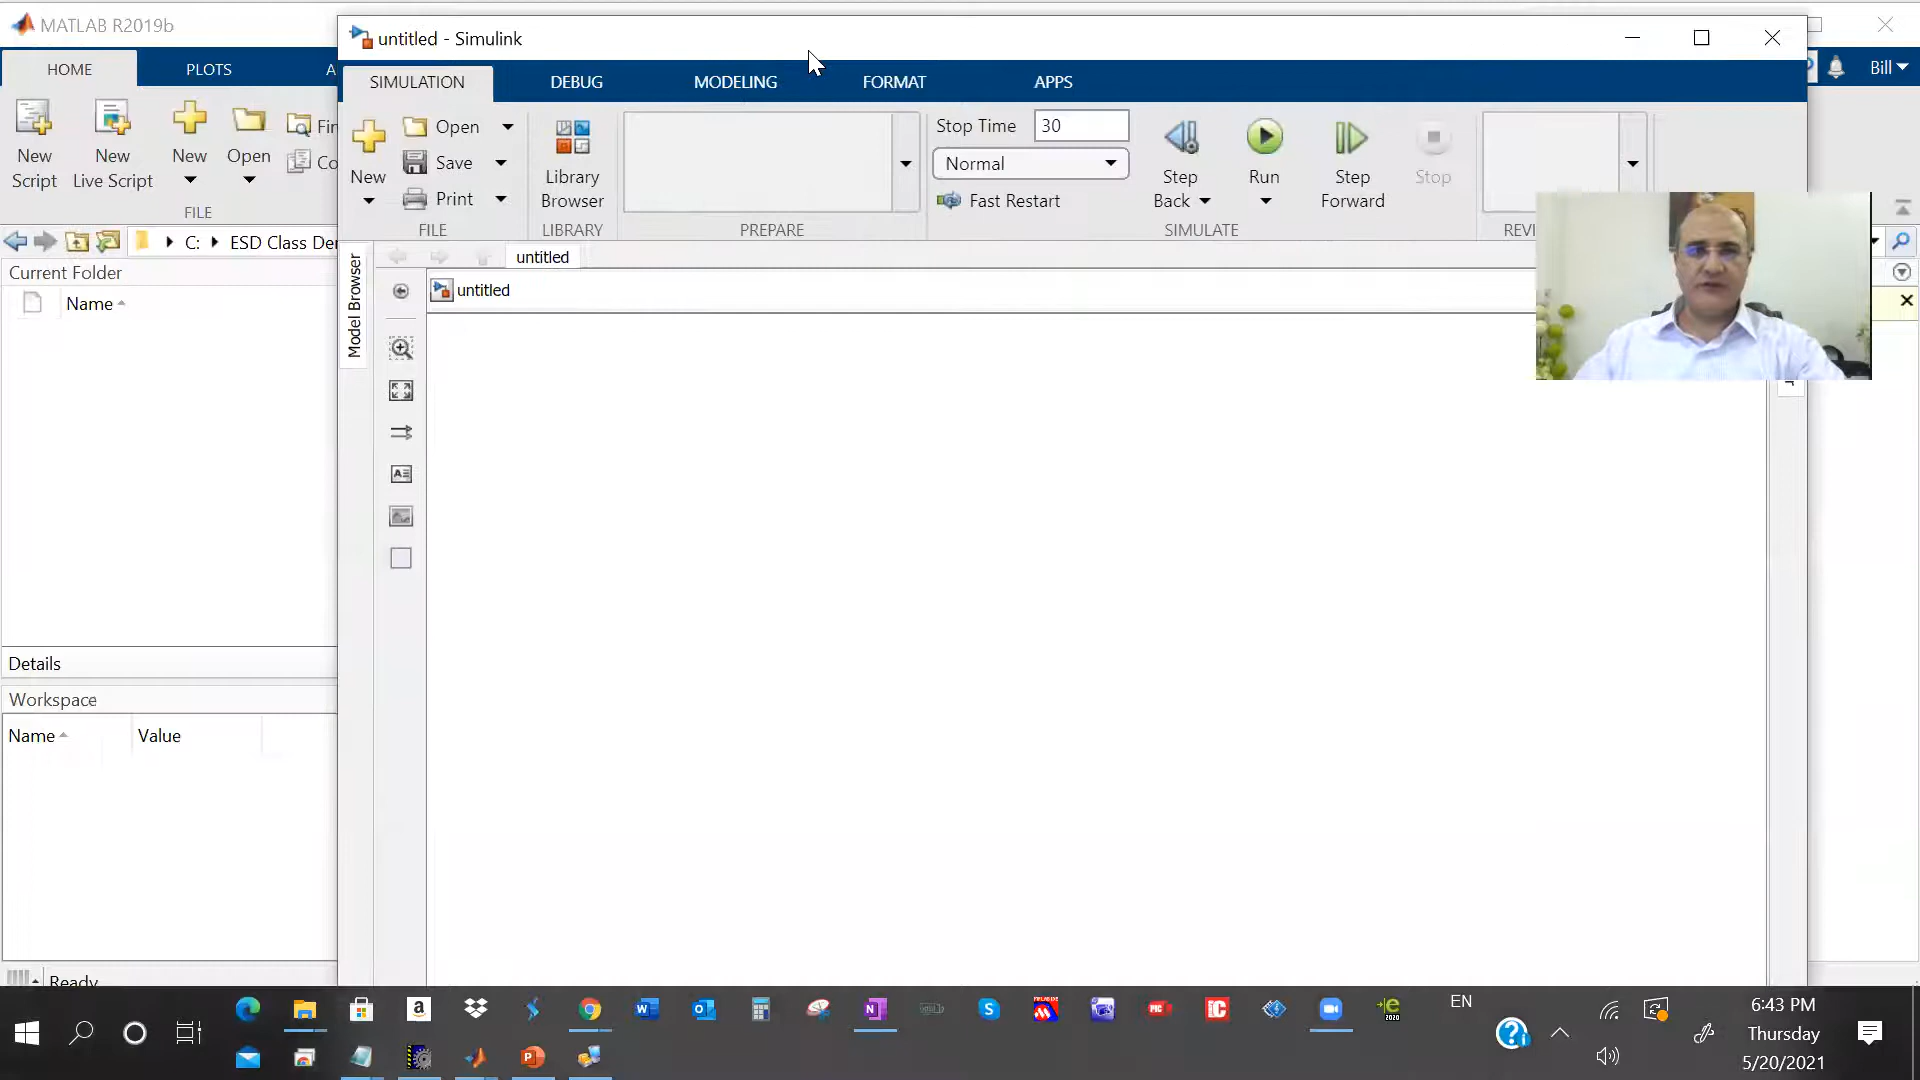 MATLAB R2019b
untitled - Simulink
HOME
PLOTS
A
SIMULATION
DEBUG
MODELING
FORMAT
APPS
Bill
New Script
New Live Script
New
Open
Fin
Co
FILE
New
Open
Save
Print
FILE
Library Browser
LIBRARY
PREPARE
Stop Time 30
Normal
Fast Restart
Step Back
Run
Step Forward
Stop
SIMULATE
REVI
C:
ESD Class De
Current Folder
Name
Model Browser
untitled
untitled
Details
Workspace
Name
Value
Ready
EN
6:43 PM
Thursday
5/20/2021